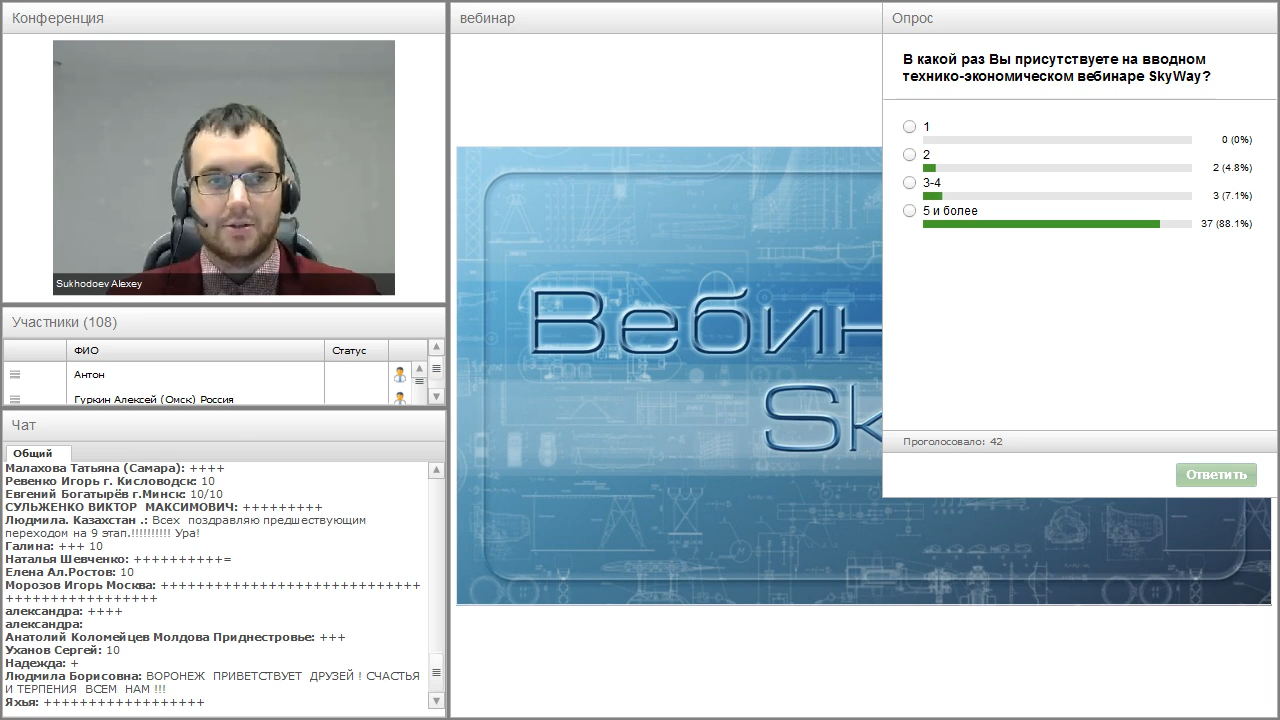 Конференция
Sukhodoev Alexey
Участники (108)
ФИО
Статус
Антон
Гуркин Алексей (Омск) Россия
Чат
Общий
Малахова Татьяна (Самара): ++++
Ревенко Игорь г. Кисловодск: 10
Евгений Богатырёв г.Минск: 10/10
СУЛЬЖЕНКО ВИКТОР МАКСИМОВИЧ: +++++++++
Людмила. Казахстан .: Всех поздравляю предшествующим
переходом на 9 этап.!!!!!!!!!! Ура!
Галина: +++ 10
Наталья Шевченко: ++++++++++=
Елена Ал.Ростов: 10
Морозов Игорь Москва: +++++++++++++++++++++++++++++
+++++++++++++++++
александра: ++++
александра:
Анатолий Коломейцев Молдова Приднестровье: +++
Уханов Сергей: 10
Надежда: +
Людмила Борисовна: ВОРОНЕЖ ПРИВЕТСТВУЕТ ДРУЗЕЙ ! СЧАСТЬЯ
И ТЕРПЕНИЯ ВСЕМ НАМ !!!
Яхья: ++++++++++++++++++
вебинар
Вебин
Sk
Опрос
В какой раз Вы присутствуете на вводном
технико-экономическом вебинаре SkyWay?
1
0 (0%)
2
2 (4.8%)
3-4
3 (7.1%)
5 и более
37 (88.1%)
Проголосовало: 42
Ответить